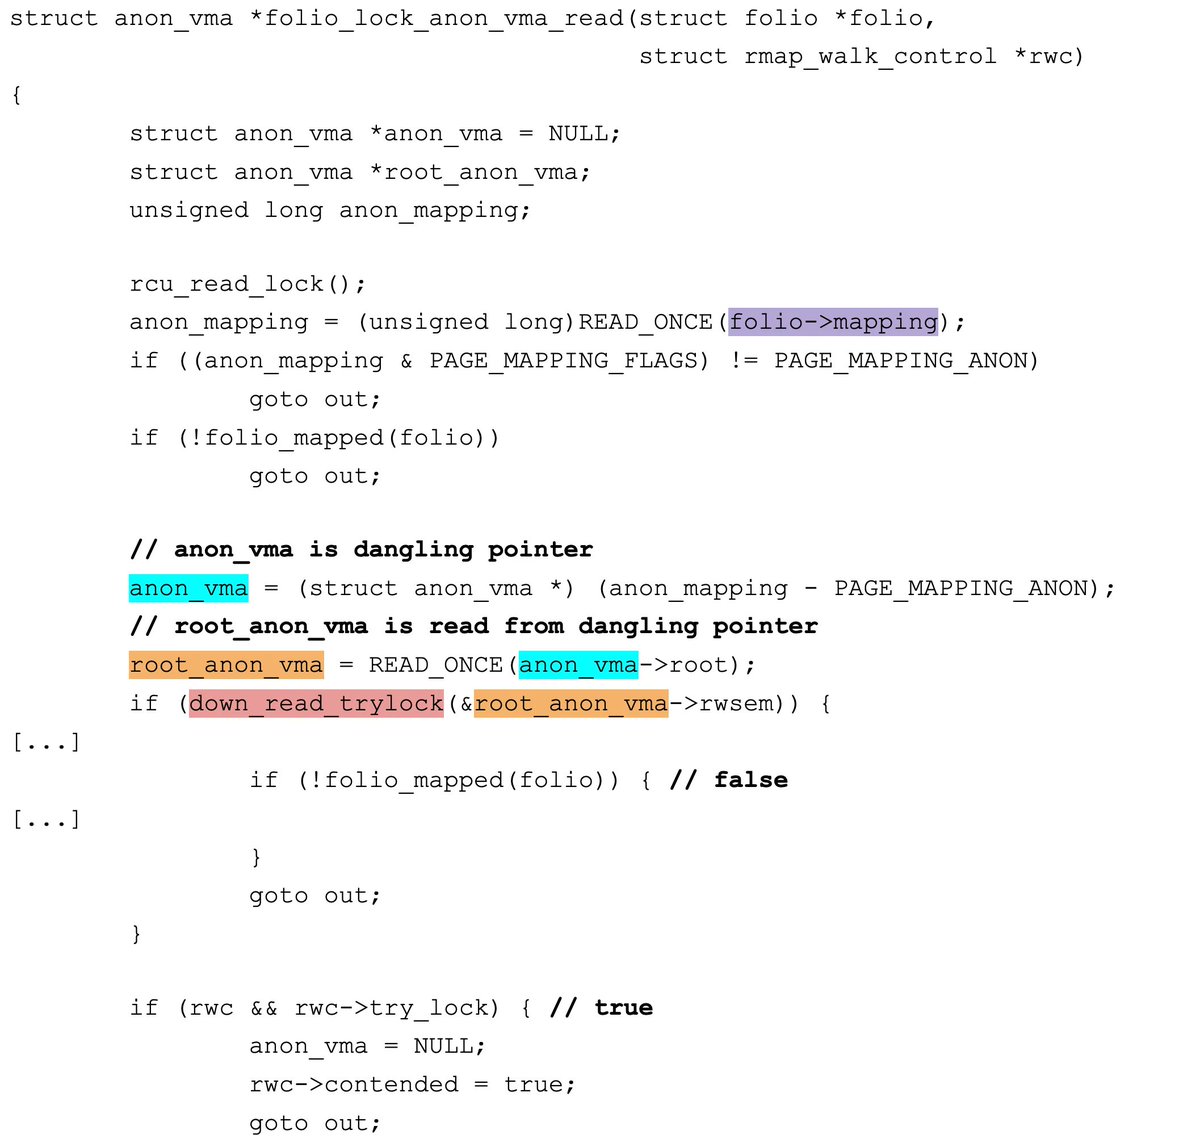 struct anon_vma *folio_lock_anon_vma_read(struct folio *folio,
                                          struct rmap_walk_control *rwc)
{
        struct anon_vma *anon_vma = NULL;
        struct anon_vma *root_anon_vma;
        unsigned long anon_mapping;

        rcu_read_lock();
        anon_mapping = (unsigned long)READ_ONCE(folio->mapping);
        if ((anon_mapping & PAGE_MAPPING_FLAGS) != PAGE_MAPPING_ANON)
                goto out;
        if (!folio_mapped(folio))
                goto out;

        // anon_vma is dangling pointer
        anon_vma = (struct anon_vma *) (anon_mapping - PAGE_MAPPING_ANON);
        // root_anon_vma is read from dangling pointer
        root_anon_vma = READ_ONCE(anon_vma->root);
        if (down_read_trylock(&root_anon_vma->rwsem)) {
[...]
                if (!folio_mapped(folio)) { // false
[...]
                }
                goto out;
        }

        if (rwc && rwc->try_lock) { // true
                anon_vma = NULL;
                rwc->contended = true;
                goto out;